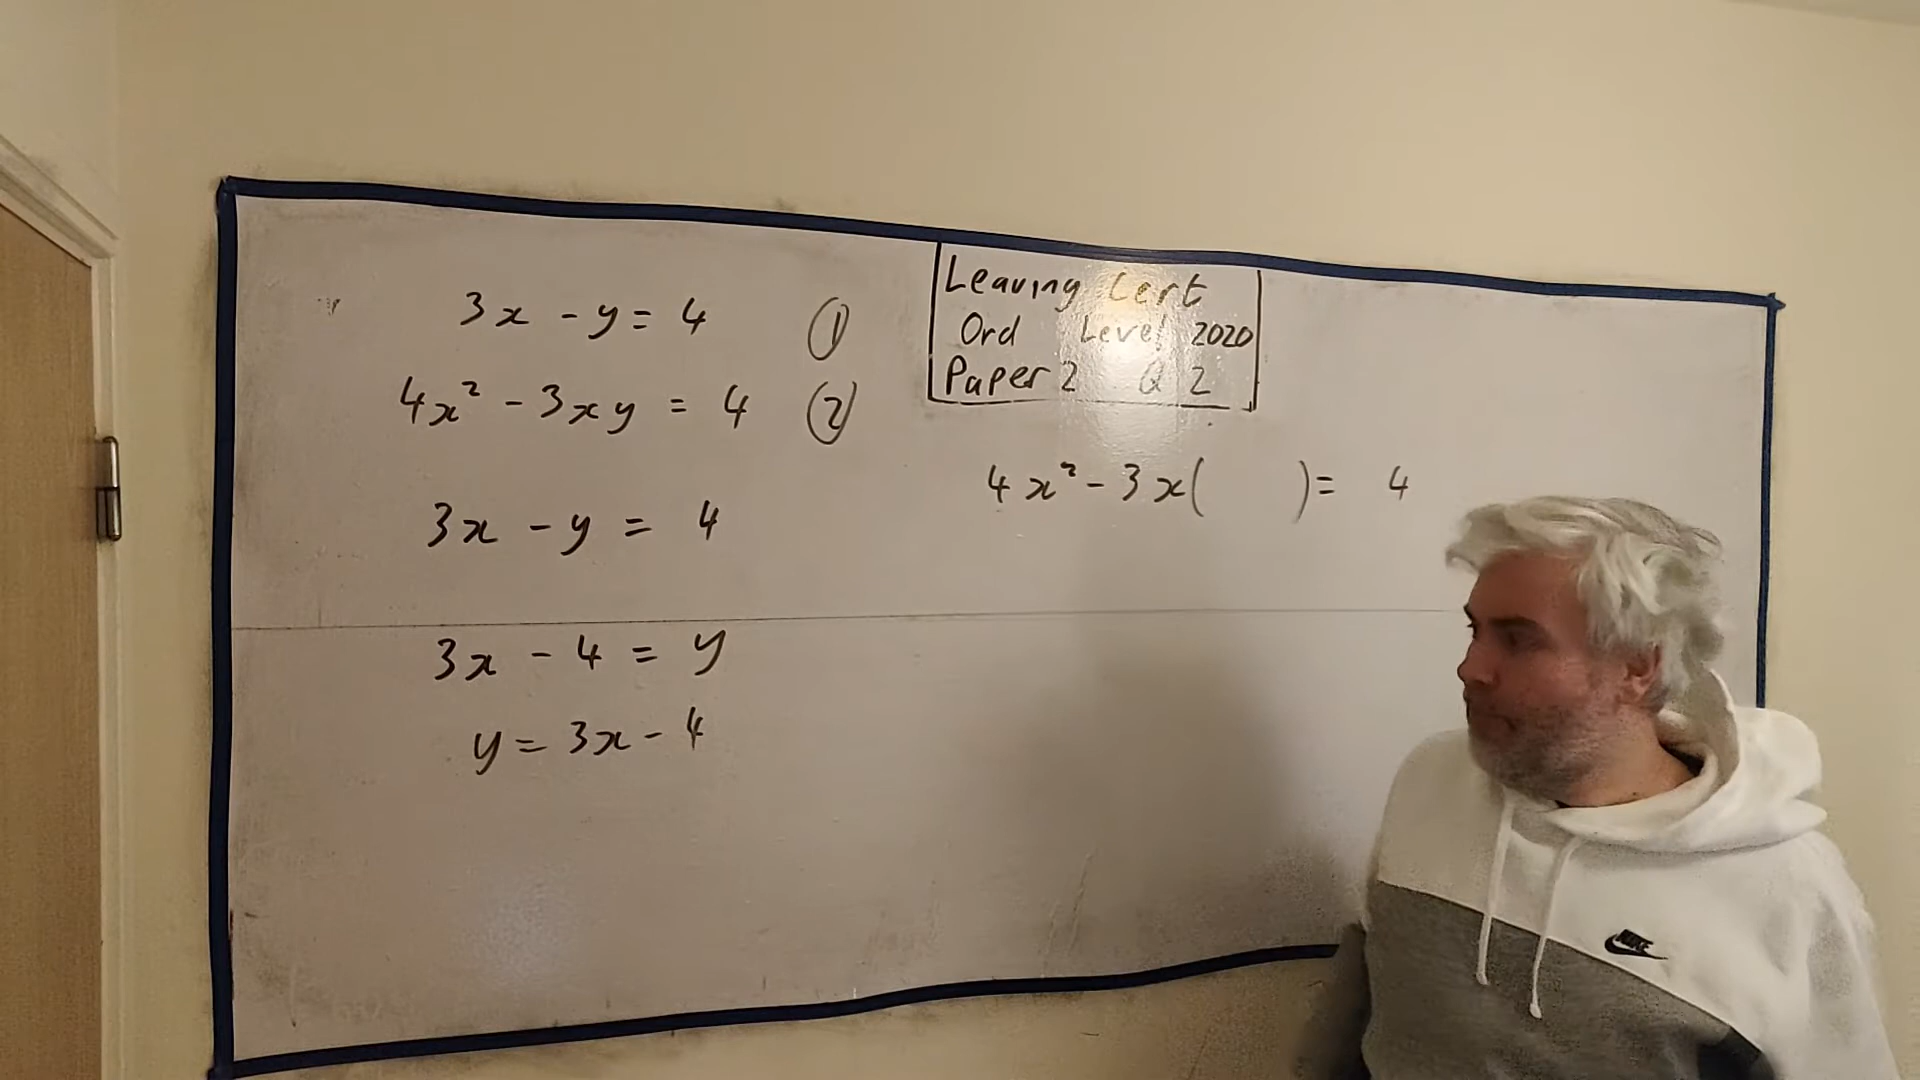 3x - y = 4 ①
4x² - 3xy = 4 ②
3x - y = 4
3x - 4 = y
y = 3x - 4
Leaving Cert
Ord Level 2020
Paper 2 Q 2
4x² - 3x( ) = 4
NIKE